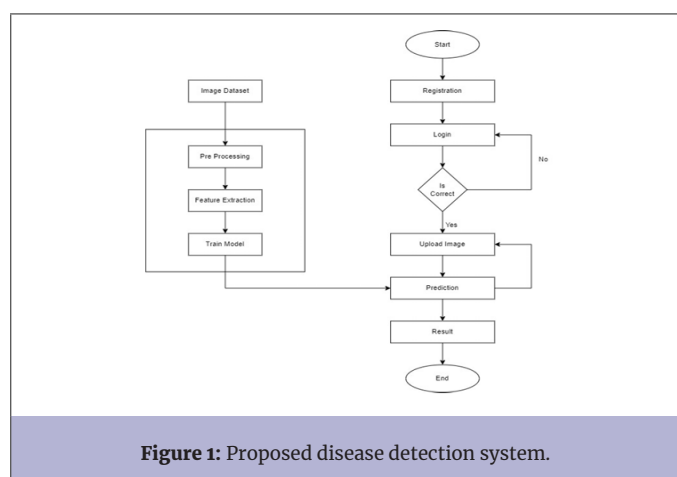 Start
Image Dataset
Registration
Login
Pre Processing
No
Is
Correct
Feature Extraction
Yes
Train Model
Upload Image
Prediction
Result
End
Figure 1: Proposed disease detection system.